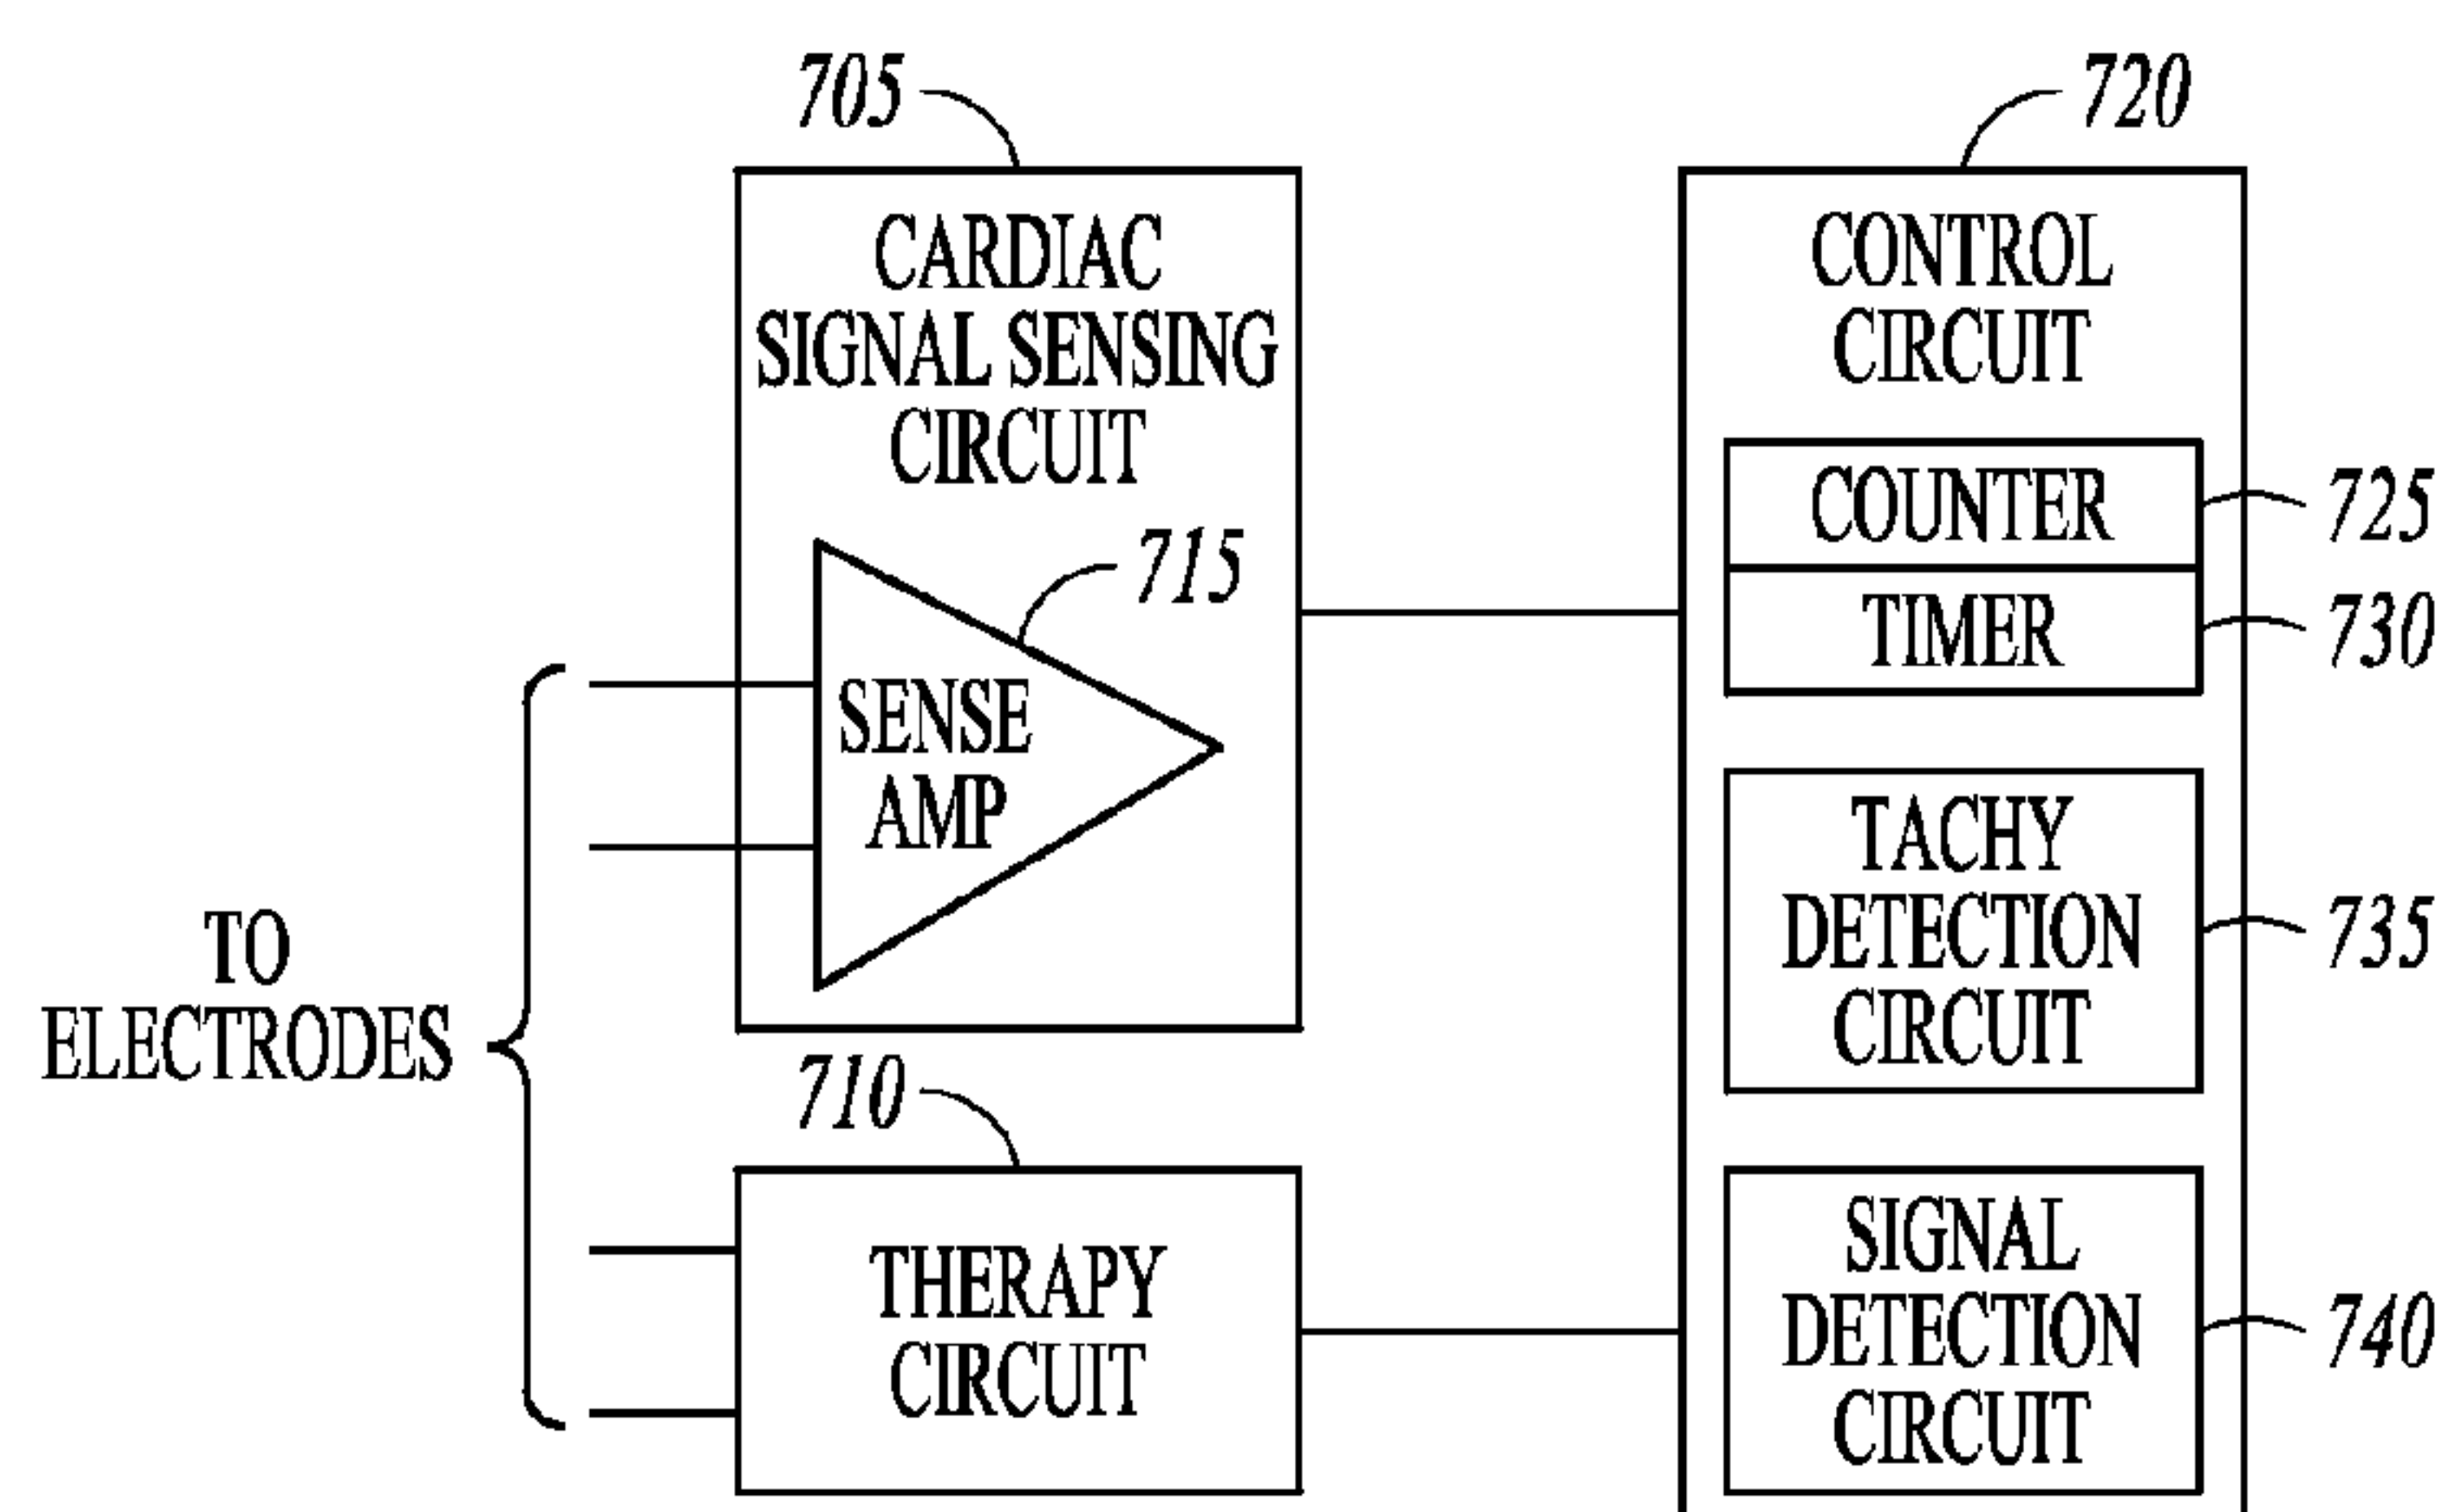 705
CARDIAC
SIGNAL SENSING
CIRCUIT
715
SENSE
AMP
TO
ELECTRODES
710
THERAPY
CIRCUIT
720
CONTROL
CIRCUIT
COUNTER
725
TIMER
730
TACHY
DETECTION
CIRCUIT
735
SIGNAL
DETECTION
CIRCUIT
740